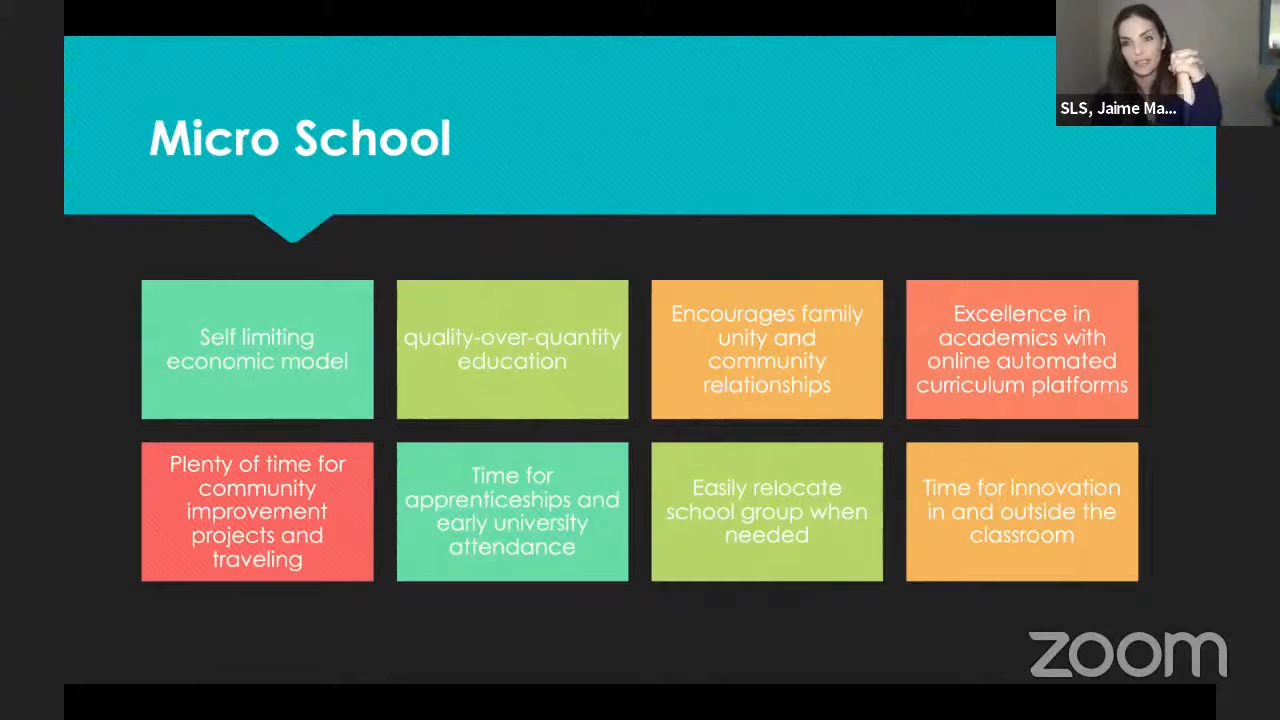 SLS, Jaime Ma...
Micro School
Self limiting
economic model
quality-over-quantity
education
Encourages family
unity and
community
relationships
Excellence in
academics with
online automated
curriculum platforms
Plenty of time for
community
improvement
projects and
traveling
Time for
apprenticeships and
early university
attendance
Easily relocate
school group when
needed
Time for innovation
in and outside the
classroom
zoom